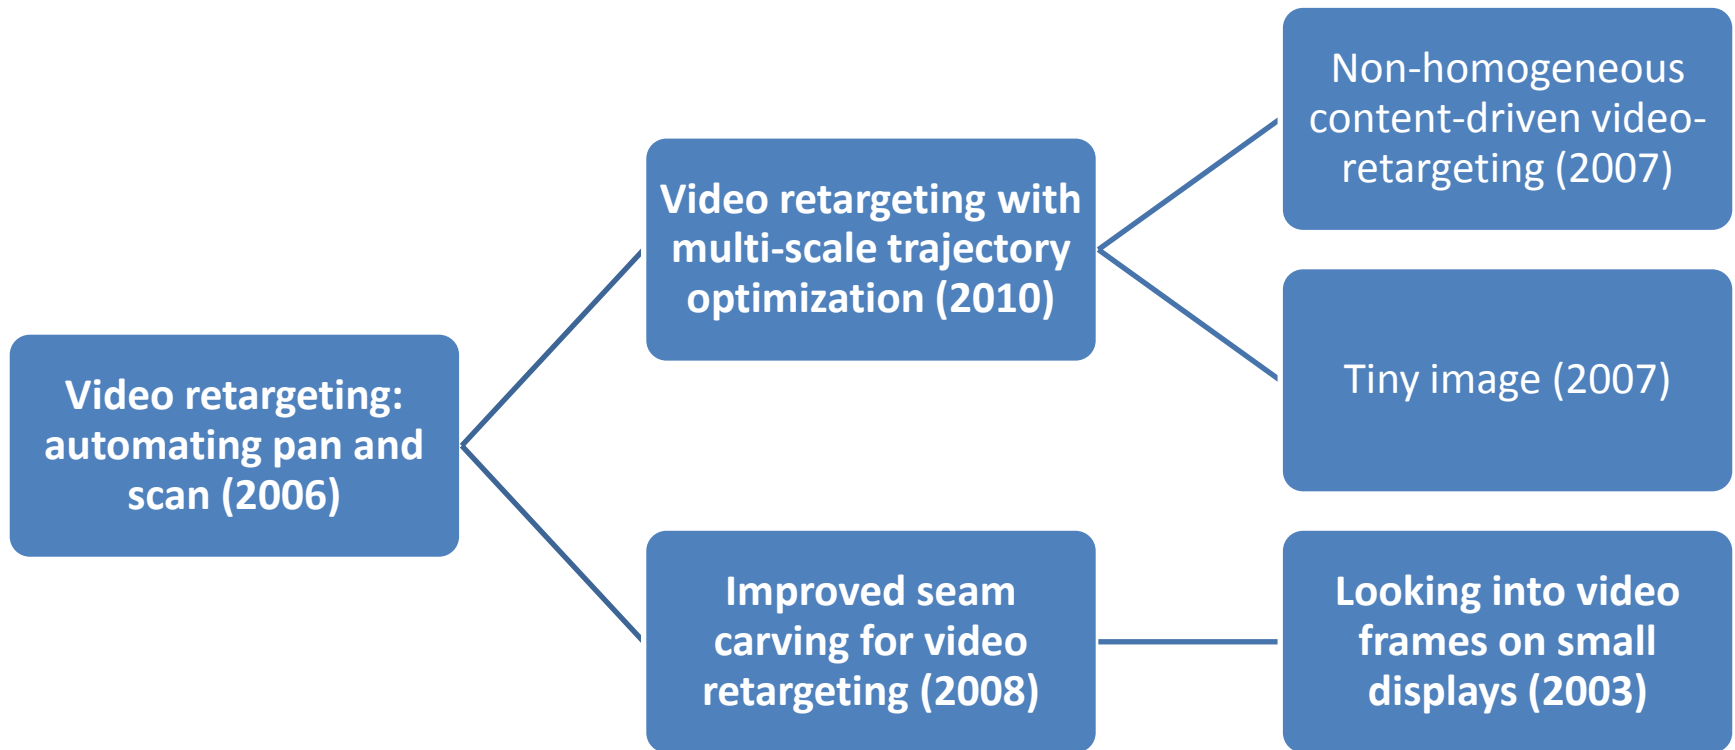 Video retargeting:
automating pan and
scan (2006)
Video retargeting with
multi-scale trajectory
optimization (2010)
Non-homogeneous
content-driven video-
retargeting (2007)
Tiny image (2007)
Improved seam
carving for video
retargeting (2008)
Looking into video
frames on small
displays (2003)